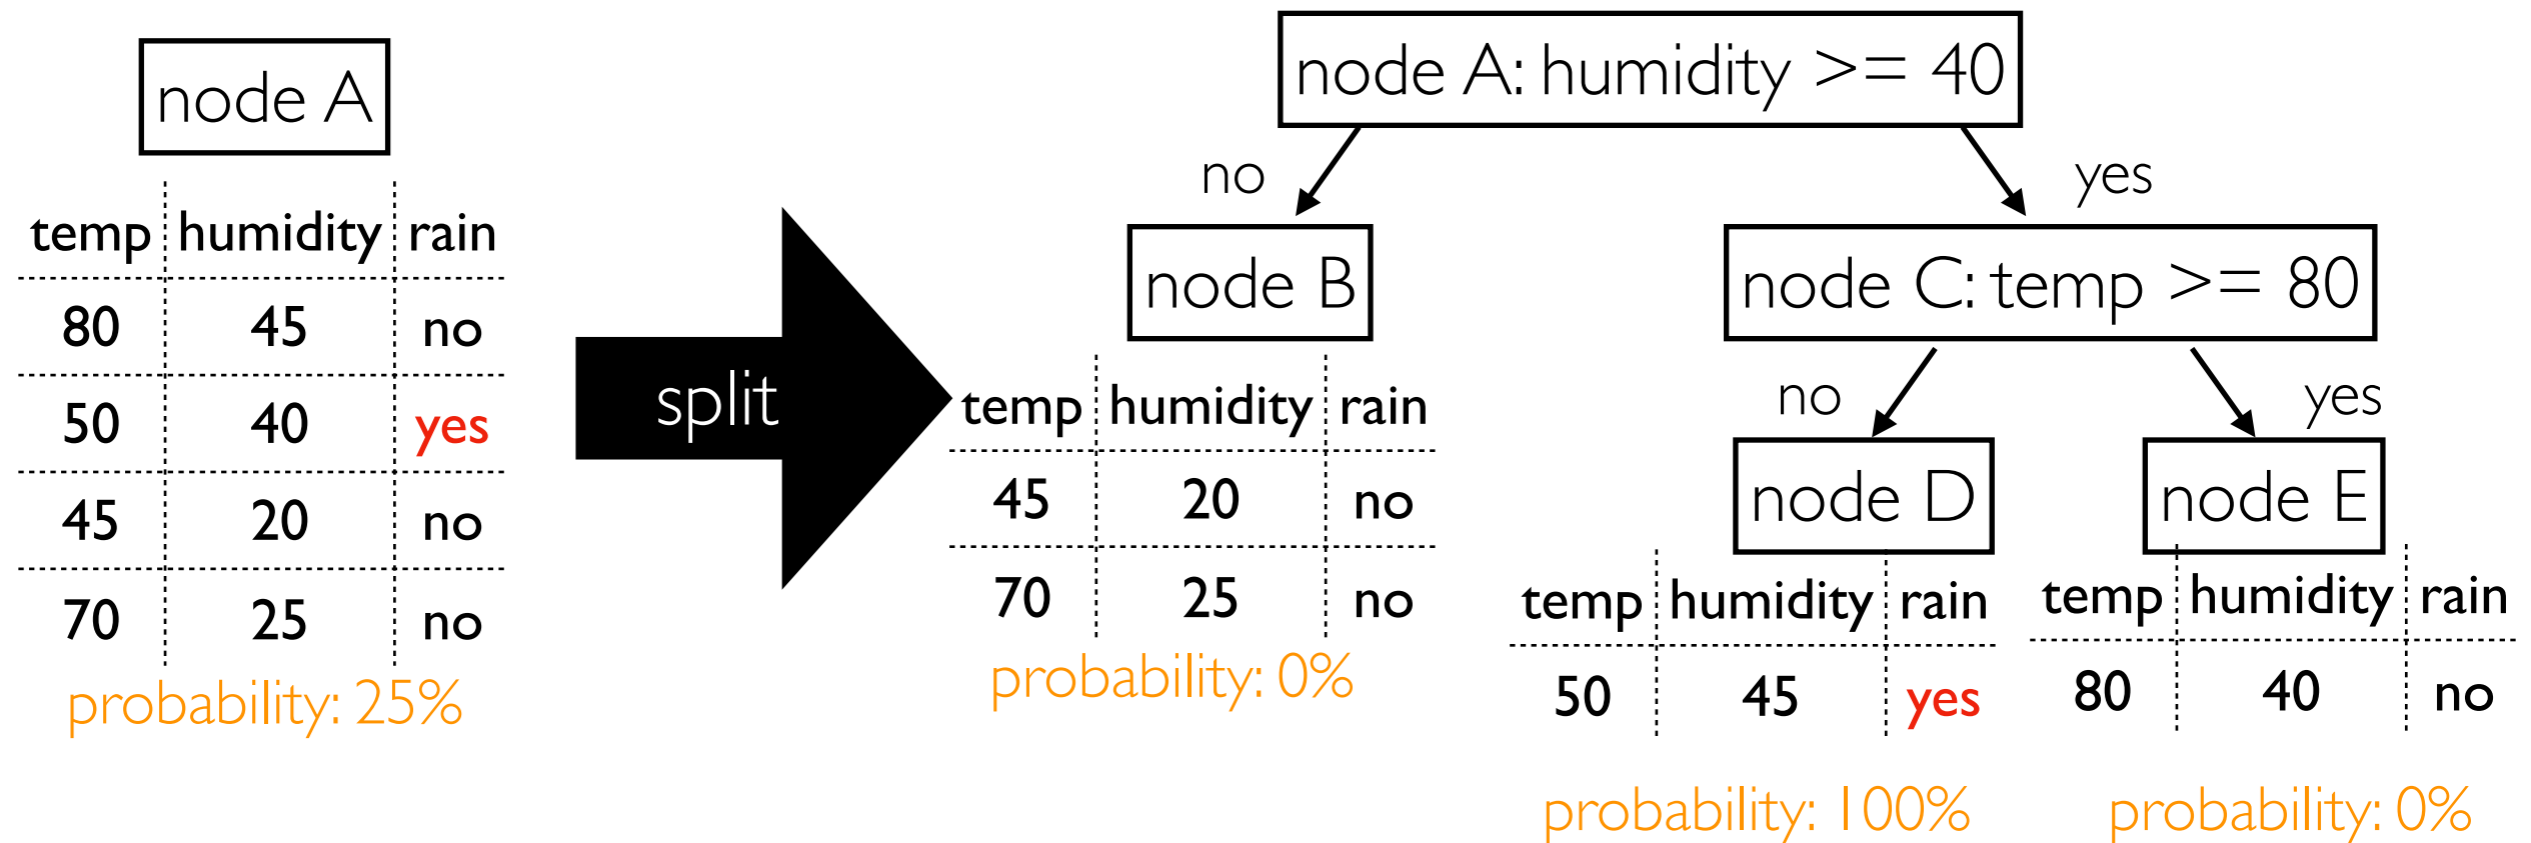 node A
temp humidity rain
80 45 no
50 40 yes
45 20 no
70 25 no
probability: 25%
split
node A: humidity >= 40
no yes
node B
temp humidity rain
45 20 no
70 25 no
probability: 0%
node C: temp >= 80
no yes
node D
temp humidity rain
50 45 yes
probability: 100%
node E
temp humidity rain
80 40 no
probability: 0%